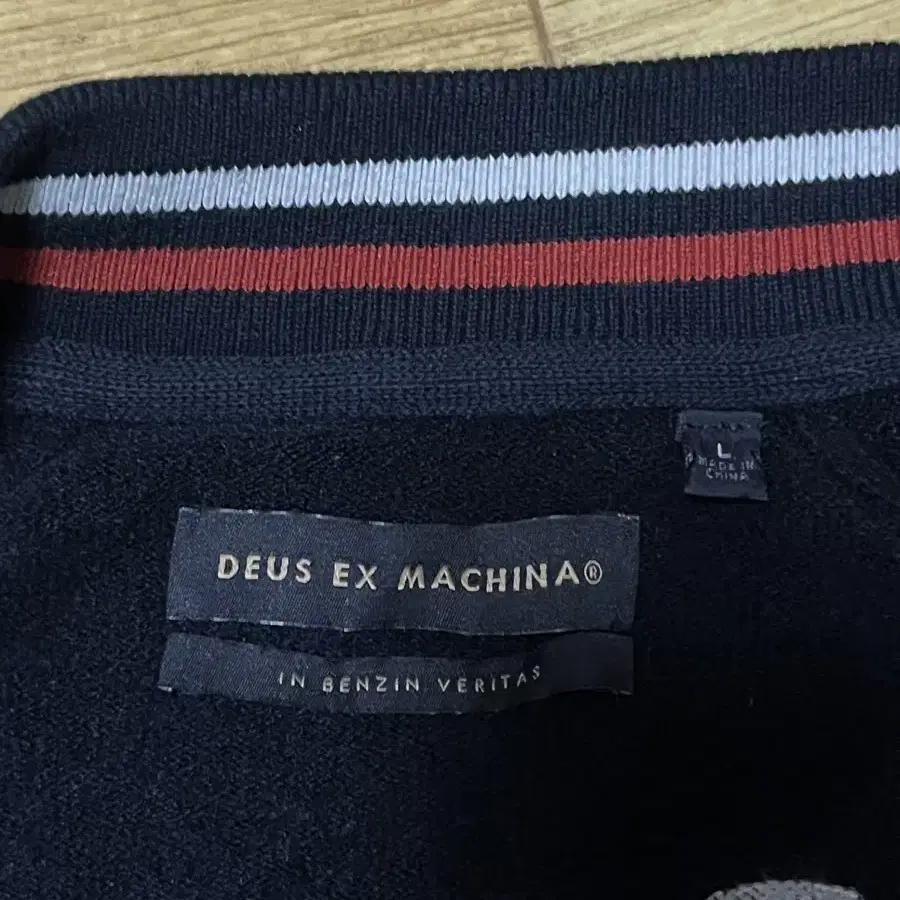 L
MADE IN
CHINA
DEUS EX MACHINA®
IN BENZIN VERITAS